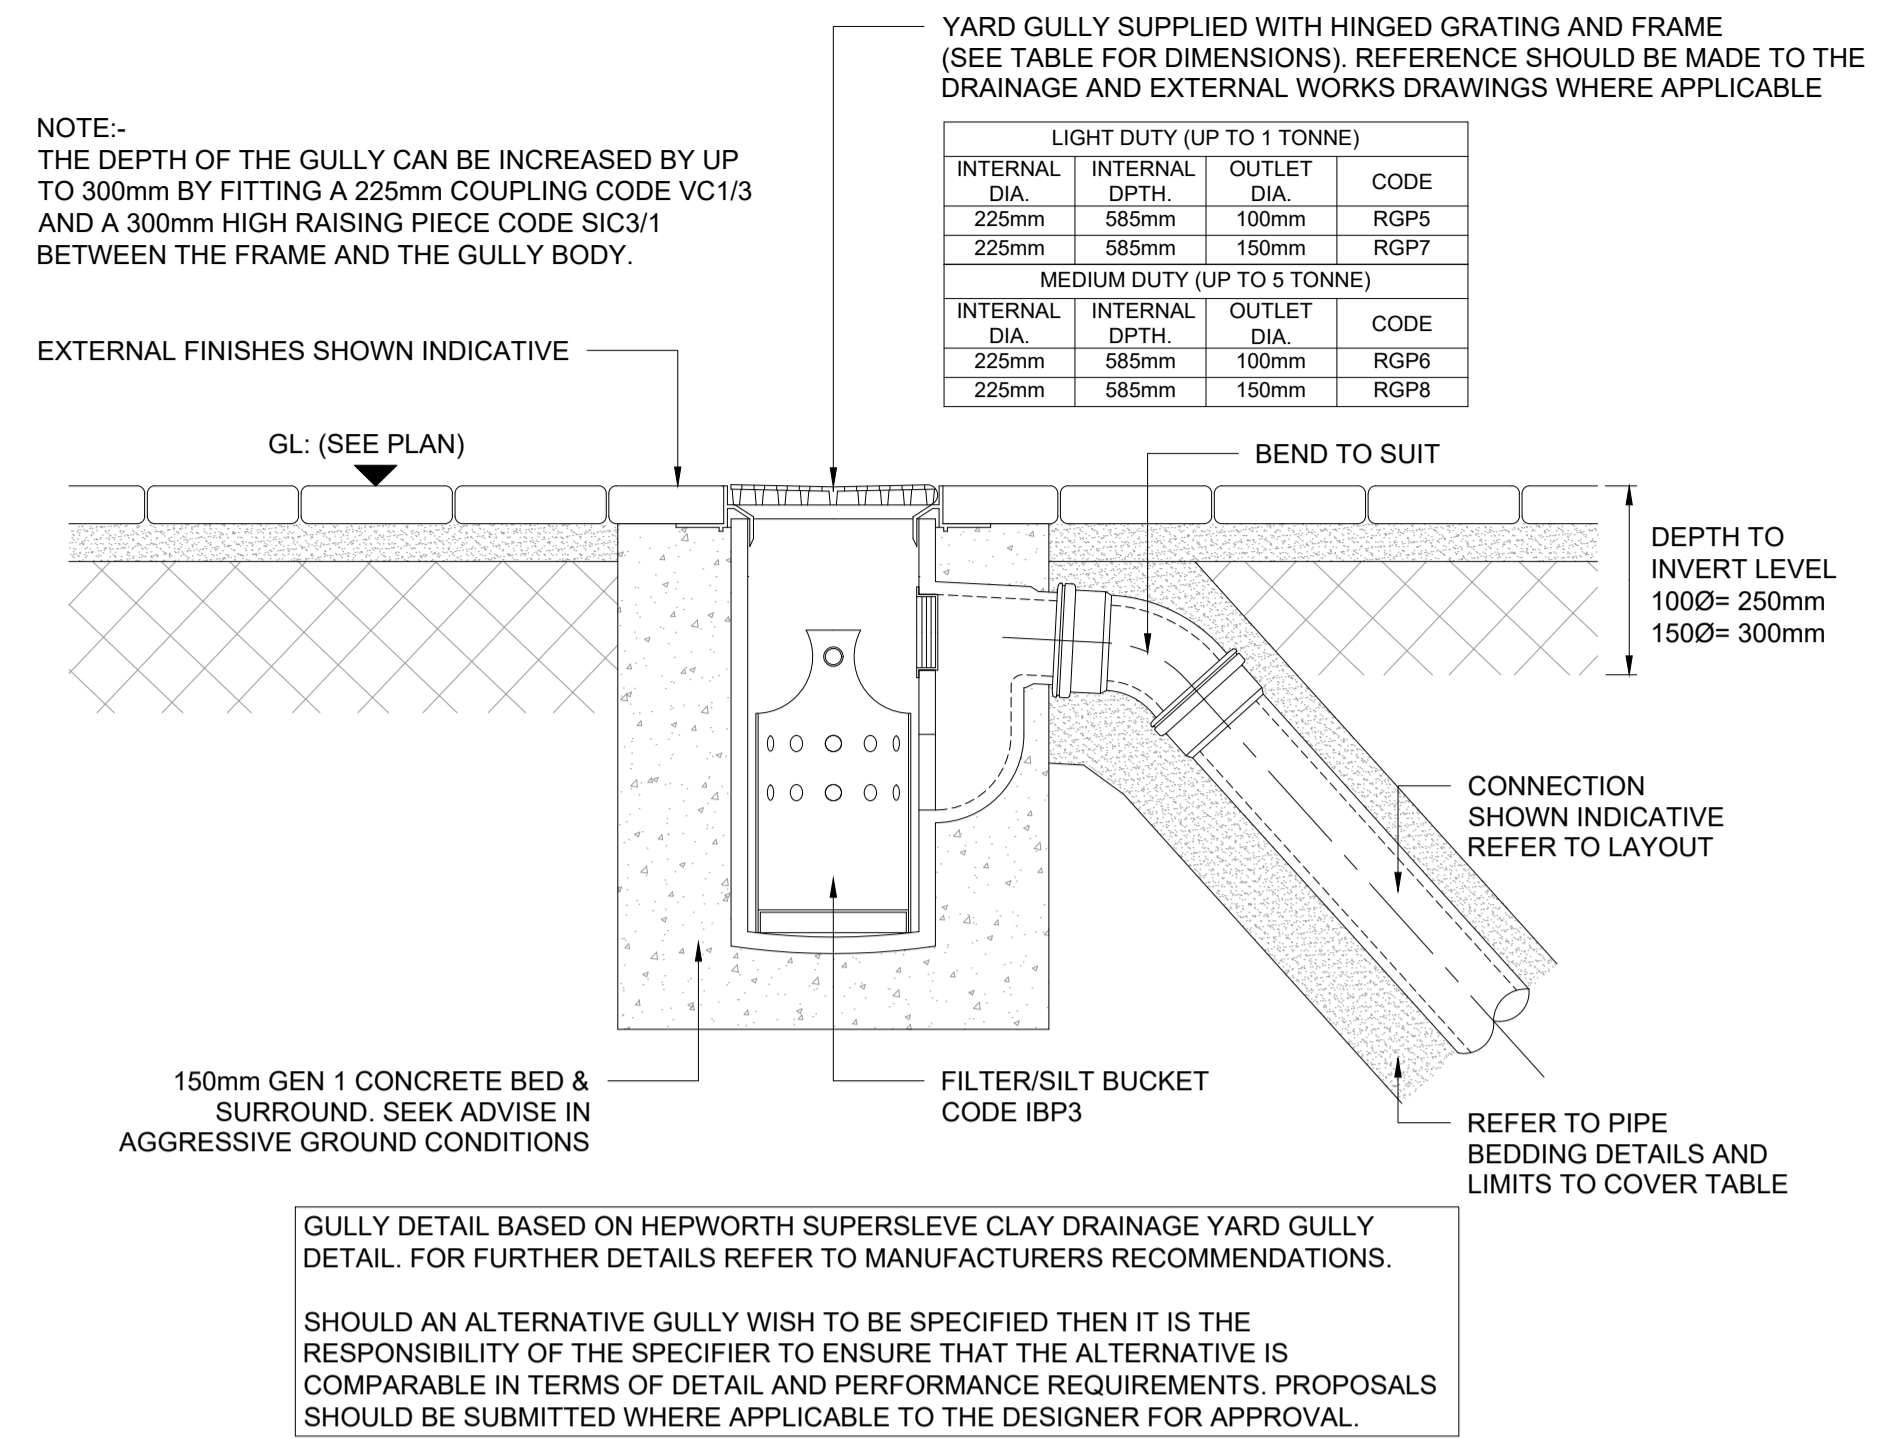 YARD GULLY SUPPLIED WITH HINGED GRATING AND FRAME
(SEE TABLE FOR DIMENSIONS). REFERENCE SHOULD BE MADE TO THE
DRAINAGE AND EXTERNAL WORKS DRAWINGS WHERE APPLICABLE
NOTE:-
THE DEPTH OF THE GULLY CAN BE INCREASED BY UP
TO 300mm BY FITTING A 225mm COUPLING CODE VC1/3
AND A 300mm HIGH RAISING PIECE CODE SIC3/1
BETWEEN THE FRAME AND THE GULLY BODY.
LIGHT DUTY (UP TO 1 TONNE)
INTERNAL DIA. INTERNAL DPTH. OUTLET DIA. CODE
225mm 585mm 100mm RGP5
225mm 585mm 150mm RGP7
MEDIUM DUTY (UP TO 5 TONNE)
INTERNAL DIA. INTERNAL DPTH. OUTLET DIA. CODE
225mm 585mm 100mm RGP6
225mm 585mm 150mm RGP8
EXTERNAL FINISHES SHOWN INDICATIVE
GL: (SEE PLAN)
BEND TO SUIT
DEPTH TO
INVERT LEVEL
100Ø= 250mm
150Ø= 300mm
CONNECTION
SHOWN INDICATIVE
REFER TO LAYOUT
150mm GEN 1 CONCRETE BED &
SURROUND. SEEK ADVISE IN
AGGRESSIVE GROUND CONDITIONS
FILTER/SILT BUCKET
CODE IBP3
REFER TO PIPE
BEDDING DETAILS AND
LIMITS TO COVER TABLE
GULLY DETAIL BASED ON HEPWORTH SUPERSLEVE CLAY DRAINAGE YARD GULLY
DETAIL. FOR FURTHER DETAILS REFER TO MANUFACTURERS RECOMMENDATIONS.
SHOULD AN ALTERNATIVE GULLY WISH TO BE SPECIFIED THEN IT IS THE
RESPONSIBILITY OF THE SPECIFIER TO ENSURE THAT THE ALTERNATIVE IS
COMPARABLE IN TERMS OF DETAIL AND PERFORMANCE REQUIREMENTS. PROPOSALS
SHOULD BE SUBMITTED WHERE APPLICABLE TO THE DESIGNER FOR APPROVAL.